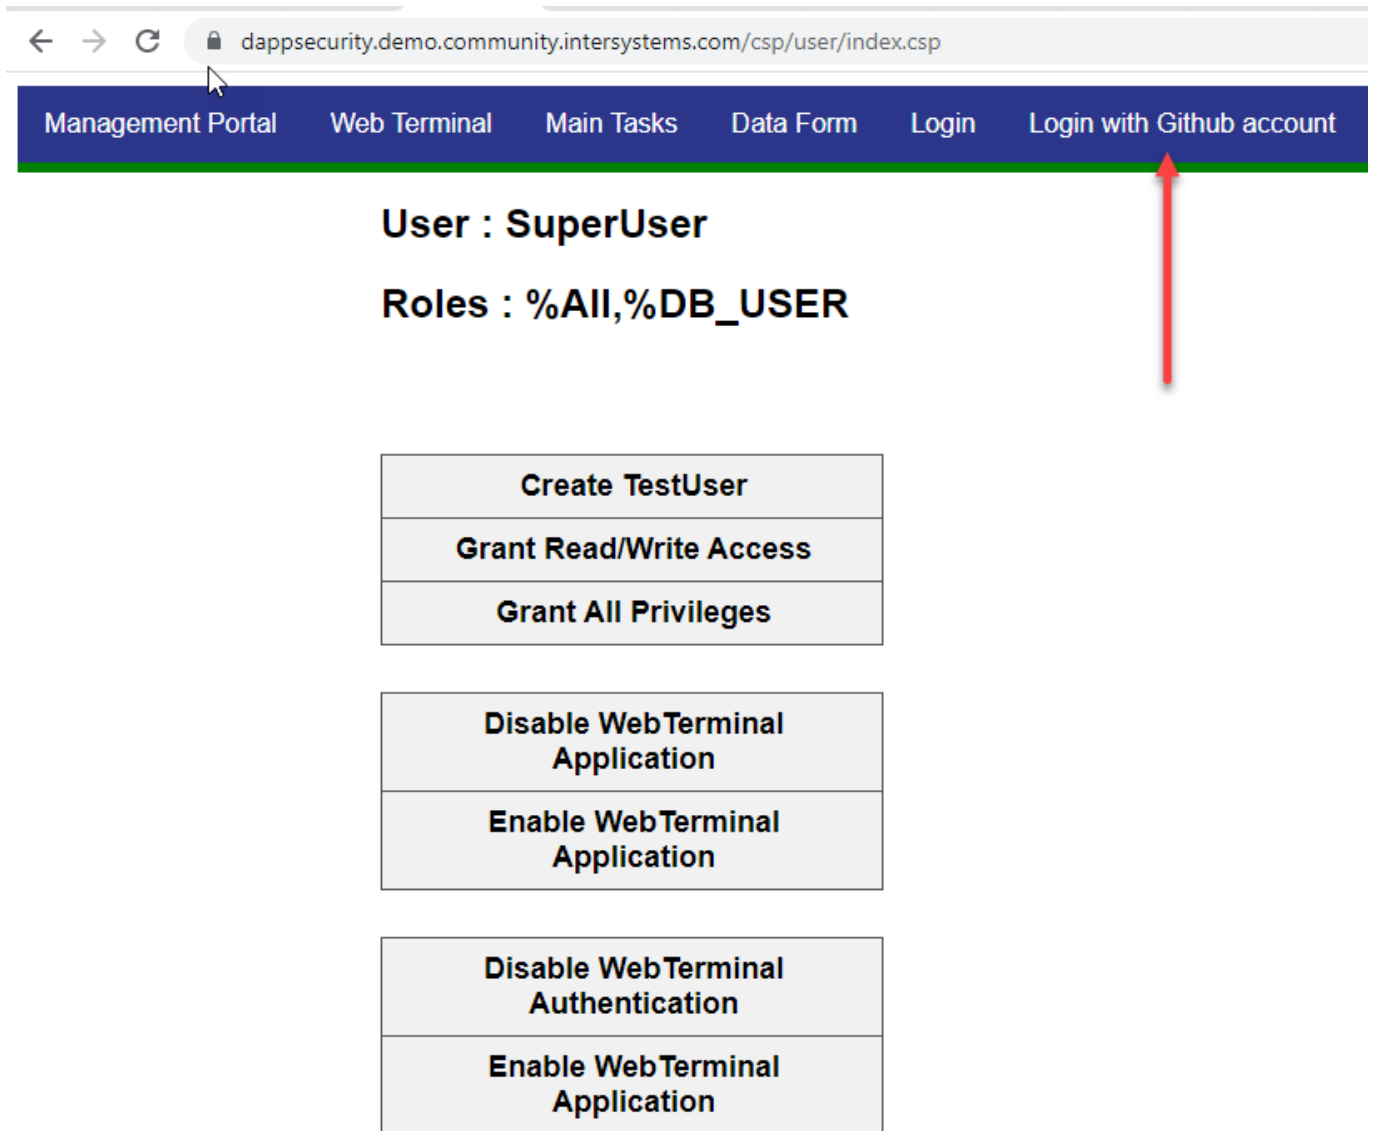 dappsecurity.demo.community.intersystems.com/csp/user/index.csp
Management Portal Web Terminal Main Tasks Data Form Login Login with Github account
User : SuperUser
Roles : %All,%DB_USER
Create TestUser
Grant Read/Write Access
Grant All Privileges
Disable WebTerminal
Application
Enable WebTerminal
Application
Disable WebTerminal
Authentication
Enable WebTerminal
Application